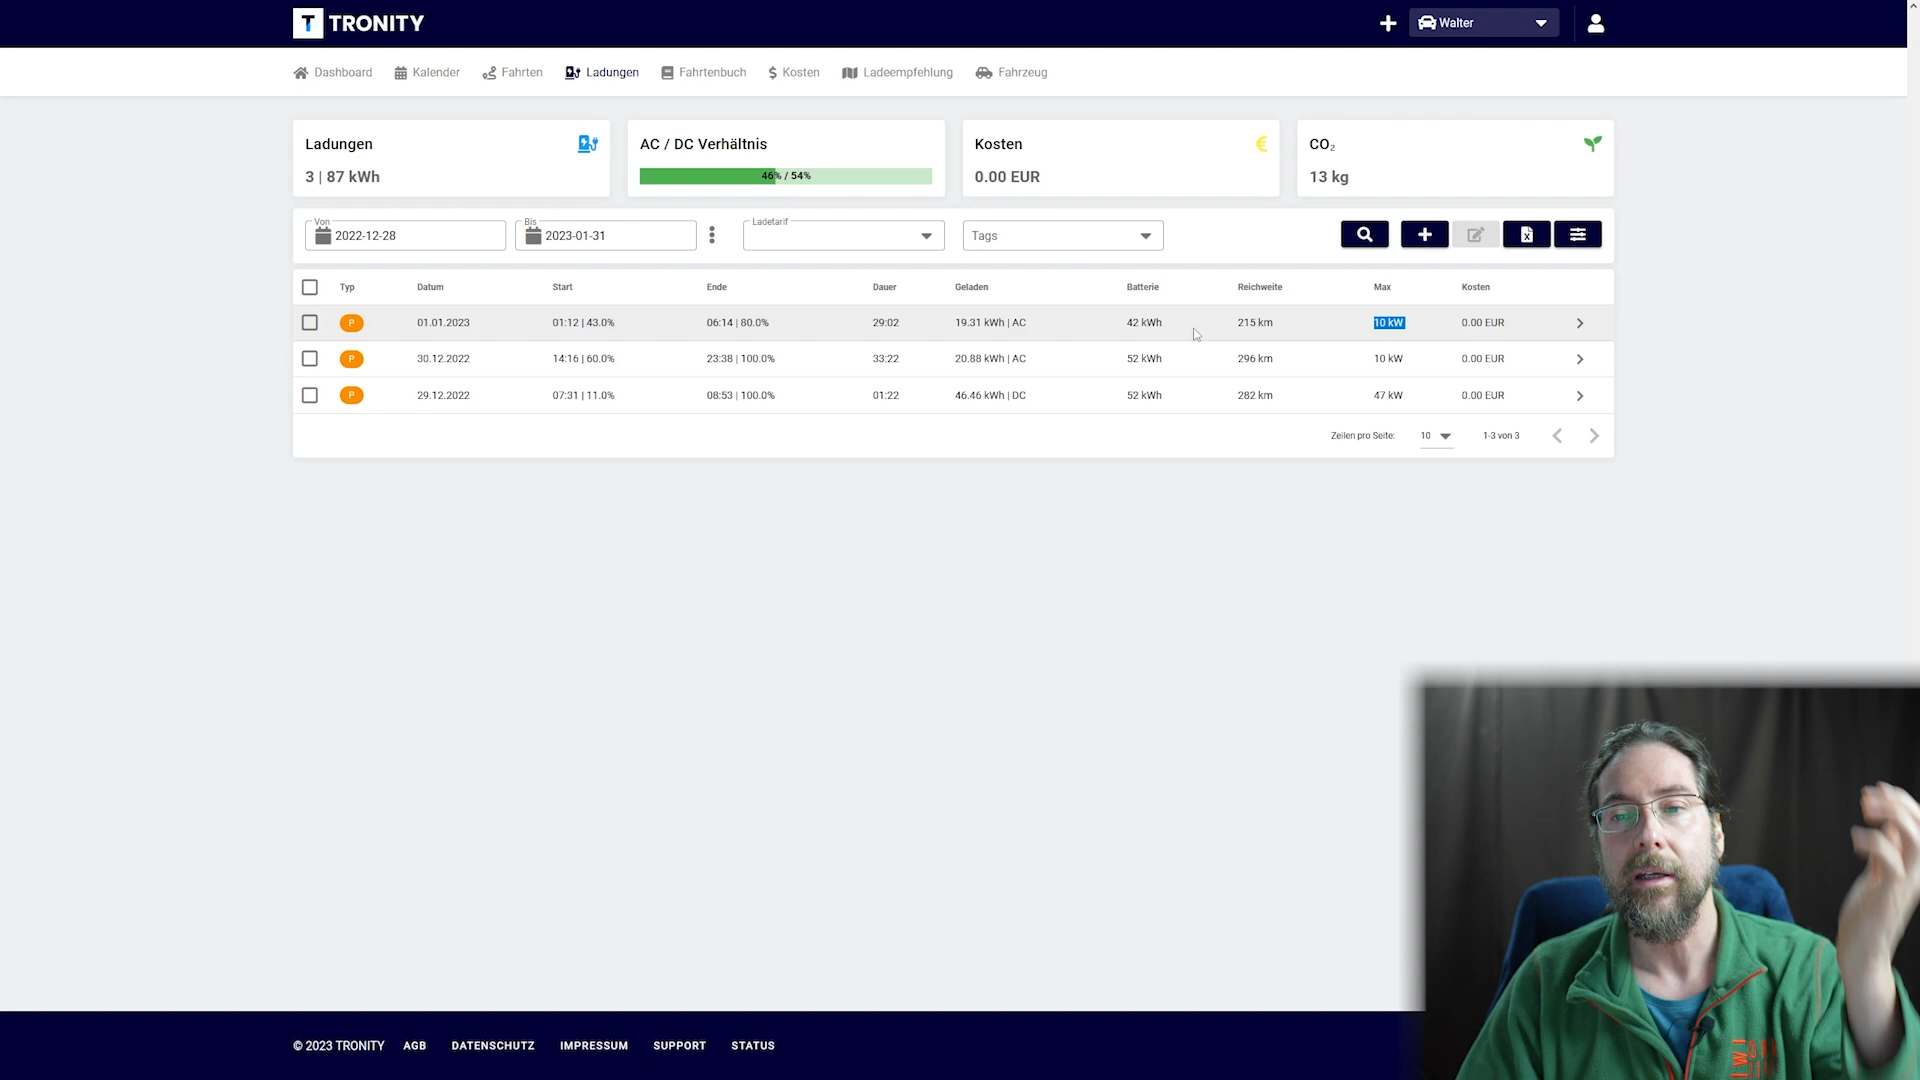 T TRONITY
Walter
Dashboard Kalender Fahrten Ladungen Fahrtenbuch $ Kosten Ladeempfehlung Fahrzeug
Ladungen
3 | 87 kWh
AC / DC Verhältnis
46% / 54%
Kosten €
0.00 EUR
CO₂
13 kg
Von
2022-12-28
Bis
2023-01-31
Ladetarif
Tags
Typ Datum Start Ende Dauer Geladen Batterie Reichweite Max Kosten
P 01.01.2023 01:12 | 43.0% 06:14 | 80.0% 29:02 19.31 kWh | AC 42 kWh 215 km 10 kW 0.00 EUR
P 30.12.2022 14:16 | 60.0% 23:38 | 100.0% 33:22 20.88 kWh | AC 52 kWh 296 km 10 kW 0.00 EUR
P 29.12.2022 07:31 | 11.0% 08:53 | 100.0% 01:22 46.46 kWh | DC 52 kWh 282 km 47 kW 0.00 EUR
Zeilen pro Seite: 10 1-3 von 3
© 2023 TRONITY AGB DATENSCHUTZ IMPRESSUM SUPPORT STATUS